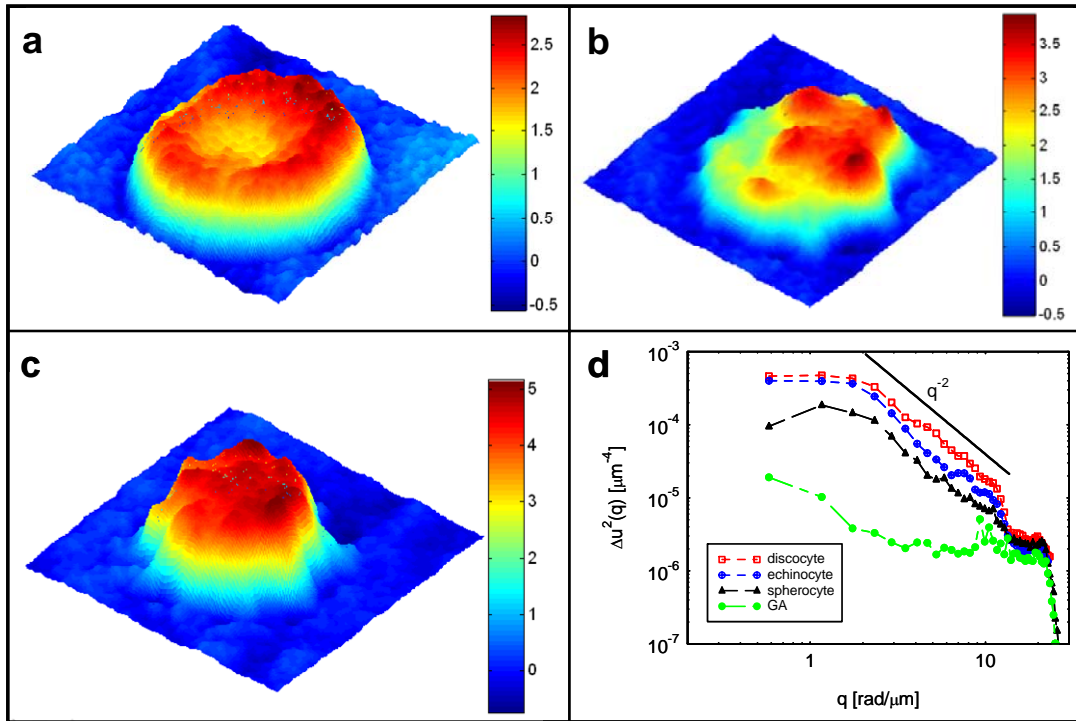 a
2.5
2
1.5
1
0.5
0
-0.5
b
3.5
3
2.5
2
1.5
1
0.5
0
-0.5
c
5
4
3
2
1
0
d
10⁻³
10⁻⁴
10⁻⁵
10⁻⁶
10⁻⁷
Δu²(q) [μm⁻⁴]
q⁻²
discocyte
echinocyte
spherocyte
GA
1 10
q [rad/μm]